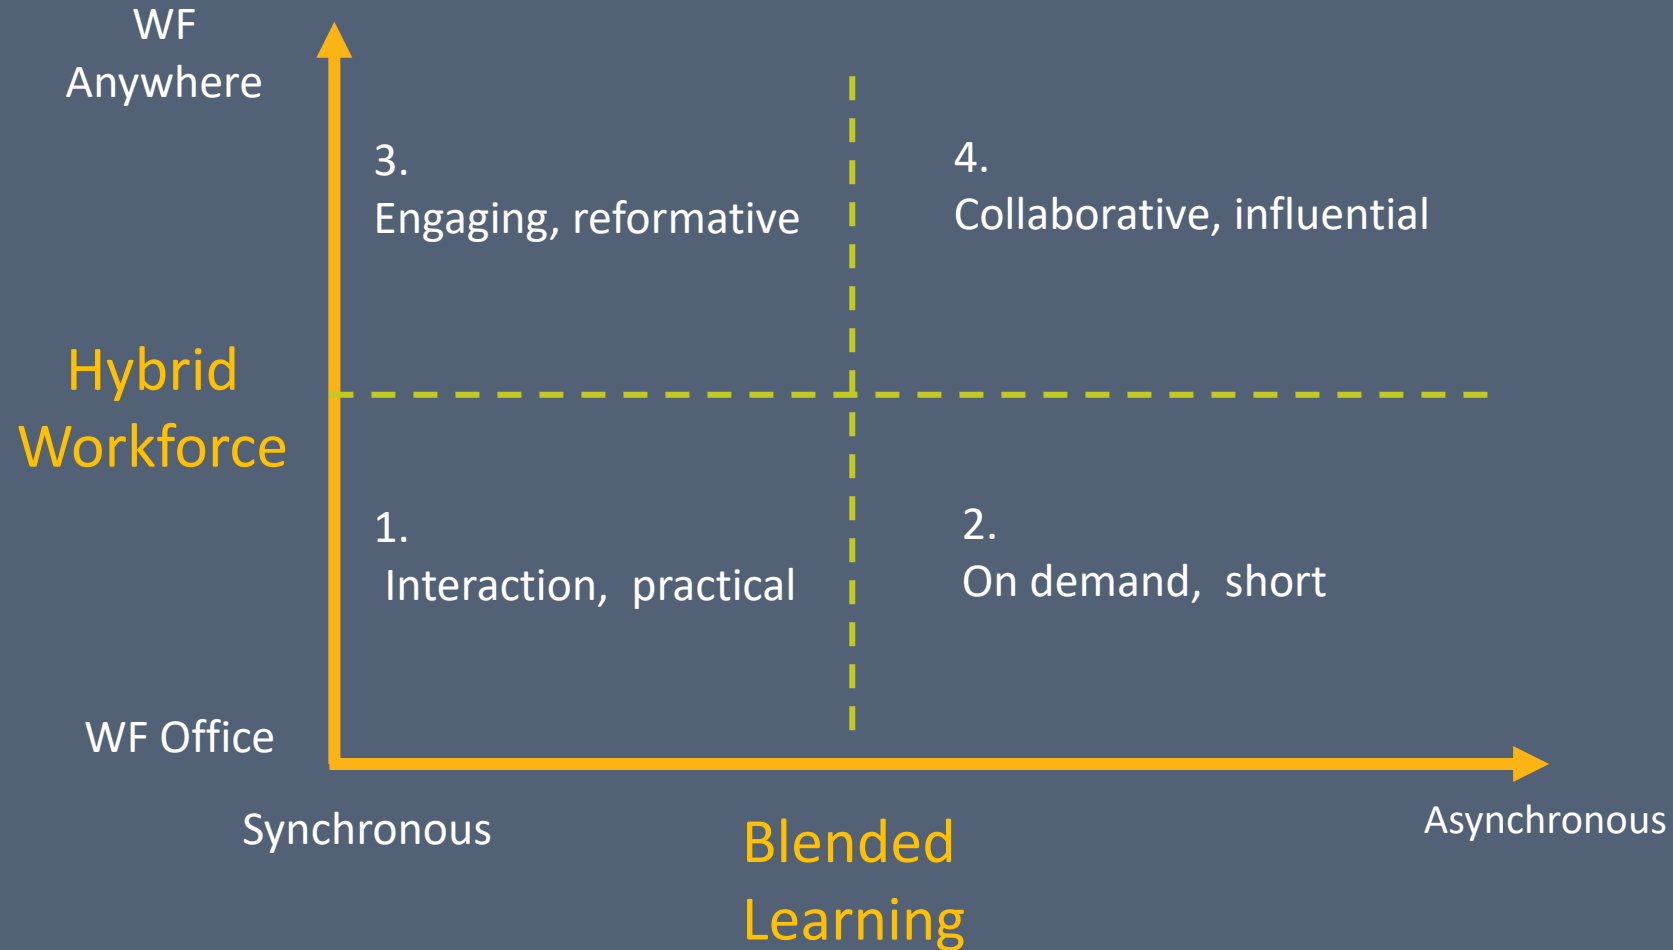 WF
Anywhere
3.
Engaging, reformative
4.
Collaborative, influential
Hybrid
Workforce
1.
Interaction,  practical
2.
On demand,  short
WF Office
Synchronous
Blended
Learning
Asynchronous